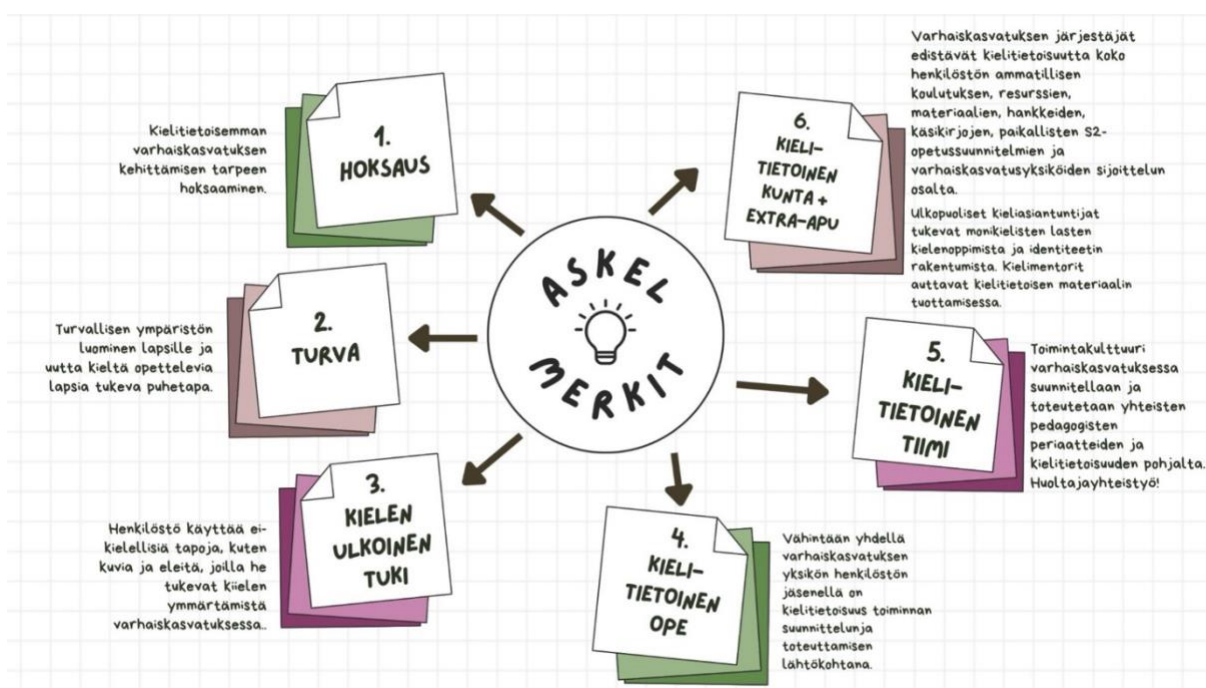 ASKEL
MERKIT
1.
HOKSAUS
Kielitietoisemman
varhaiskasvatuksen
kehittämisen tarpeen
hoksaaminen.
2.
TURVA
Turvallisen ympäristön
luominen lapsille ja
uutta kieltä opettelevia
lapsia tukeva puhetapa.
3.
KIELEN
ULKOINEN
TUKI
Henkilöstö käyttää ei-
kielellisiä tapoja, kuten
kuvia ja eleitä, joilla he
tukevat kiielen
ymmärtämistä
varhaiskasvatuksessa..
4.
KIELI-
TIETOINEN
OPE
Vähintään yhdellä
varhaiskasvatuksen
yksikön henkilöstön
jäsenellä on
kielitietoisuus toiminnan
suunnittelunja
toteuttamisen
lähtökohtana.
5.
KIELI-
TIETOINEN
TIIMI
Toimintakulttuuri
varhaiskasvatuksessa
suunnitellaan ja
toteutetaan yhteisten
pedagogisten
periaatteiden ja
kielitietoisuuden pohjalta.
Huoltajayhteistyö!
6.
KIELI-
TIETOINEN
KUNTA +
EXTRA-APU
Varhaiskasvatuksen järjestäjät
edistävät kielitietoisuutta koko
henkilöstön ammatillisen
koulutuksen, resurssien,
materiaalien, hankkeiden,
käsikirjojen, paikallisten S2-
opetussuunnitelmien ja
varhaiskasvatusyksiköiden sijoittelun
osalta.
Ulkopuoliset kieliasiantuntijat
tukevat monikielisten lasten
kielenoppimista ja identiteetin
rakentumista. Kielimentorit
auttavat kielitietoisen materiaalin
tuottamisessa.